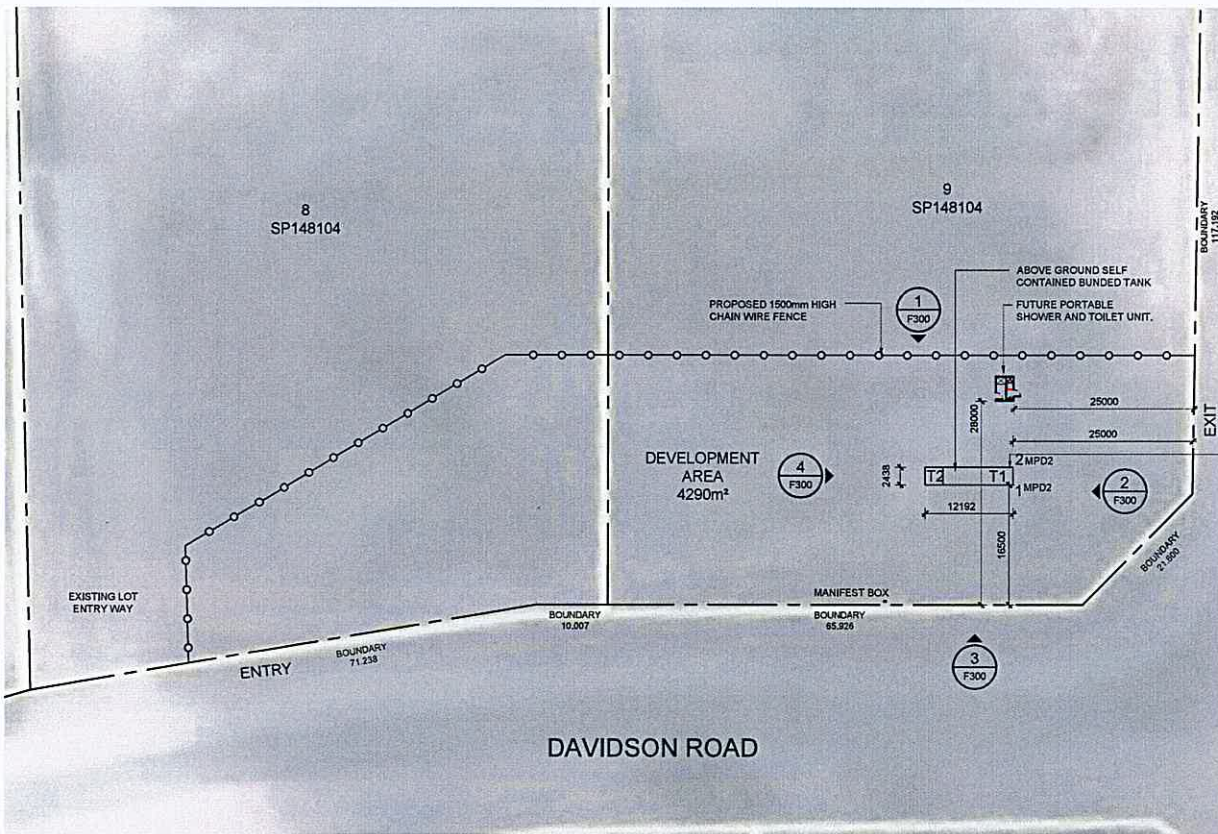 8
SP148104
9
SP148104
BOUNDARY
117.192
ABOVE GROUND SELF
CONTAINED BUNDED TANK
PROPOSED 1500mm HIGH
CHAIN WIRE FENCE
1
F300
FUTURE PORTABLE
SHOWER AND TOILET UNIT.
28000
25000
EXIT
25000
DEVELOPMENT
AREA
4290m²
4
F300
2438
T2
T1
2 MPD2
1 MPD2
2
F300
12192
16500
BOUNDARY
21.600
EXISTING LOT
ENTRY WAY
MANIFEST BOX
BOUNDARY
10.007
BOUNDARY
65.926
ENTRY
BOUNDARY
71.238
3
F300
DAVIDSON ROAD